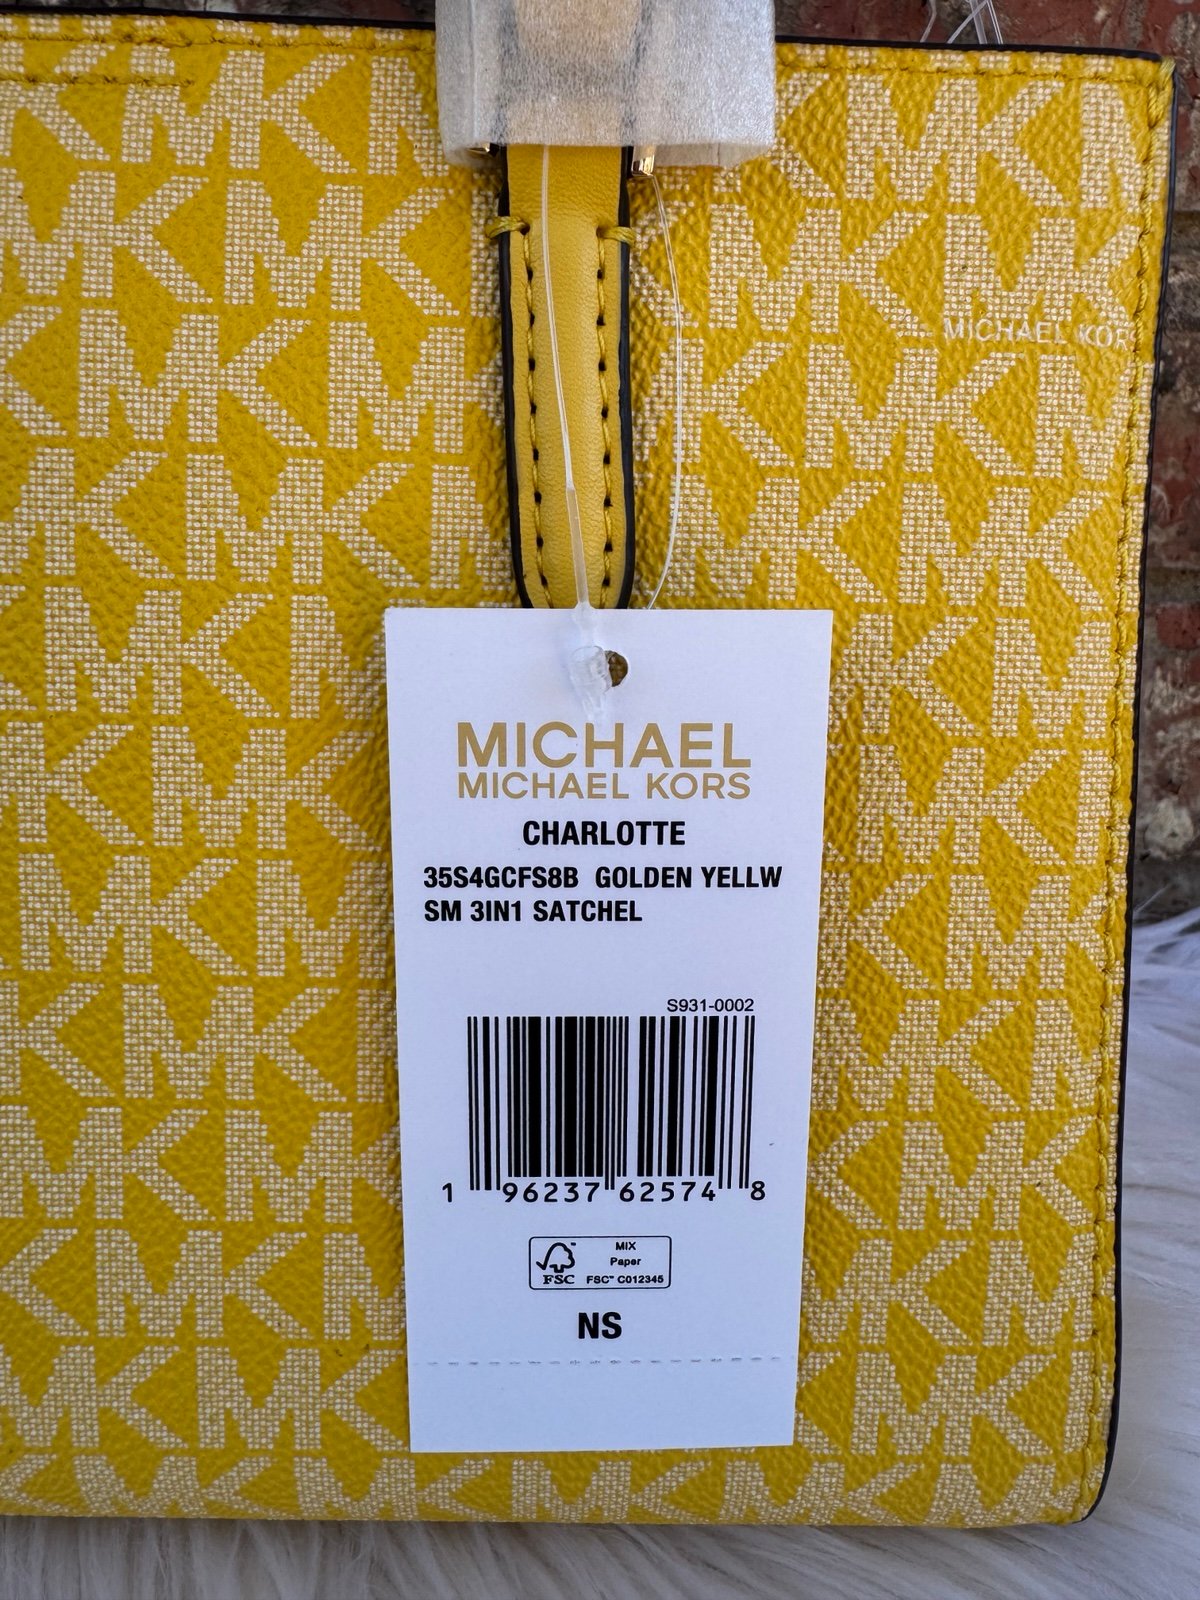 MICHAEL KORS
MICHAEL
MICHAEL KORS
CHARLOTTE
35S4GCFS8B GOLDEN YELLW
SM 3IN1 SATCHEL
S931-0002
1 96237 62574 8
MIX
Paper
FSC FSC™ C012345
NS